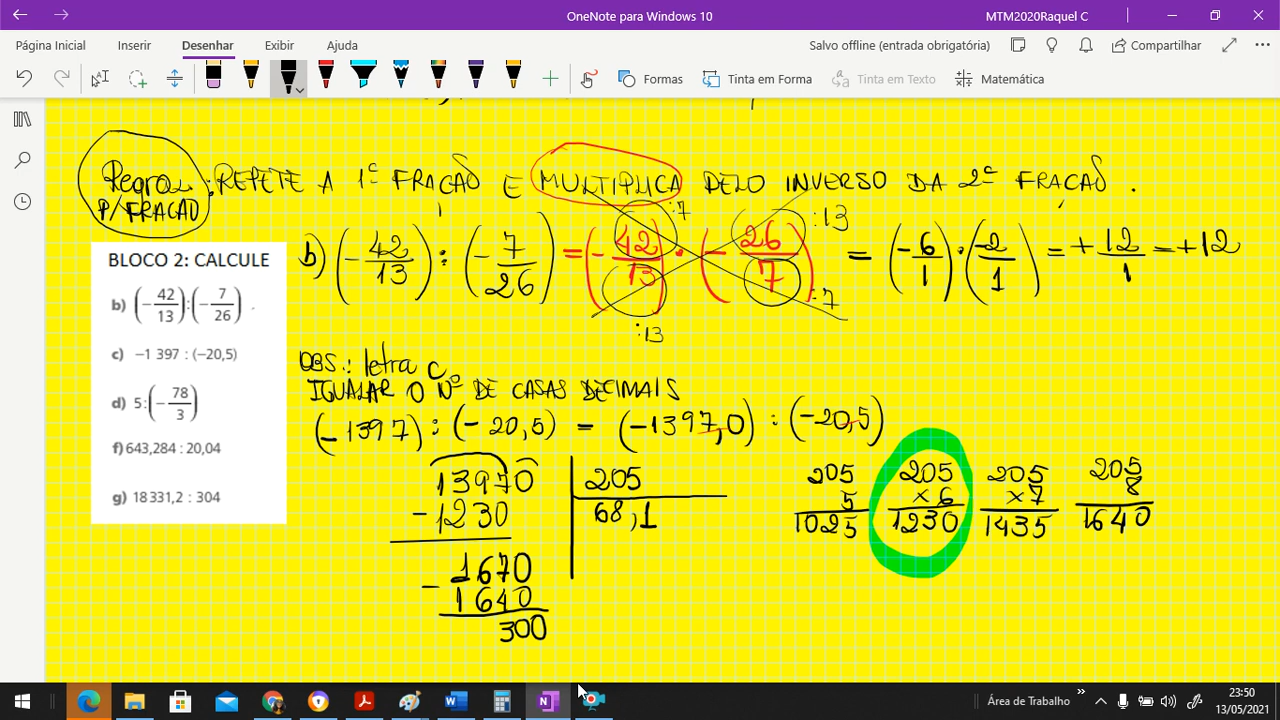 OneNote para Windows 10
MTM2020Raquel C
Página Inicial Inserir Desenhar Exibir Ajuda
Salvo offline (entrada obrigatória) Compartilhar
Formas Tinta em Forma Tinta em Texto Matemática
Regra : REPETE A 1ª FRAÇÃO E MULTIPLICA PELO INVERSO DA 2ª FRAÇÃO.
P/ FRAÇÃO
b) (-42/13) : (-7/26) = (-42/13) · (-26/7) = (-6/1) · (-2/1) = +12/1 = +12
:7 :13
:13 :7
BLOCO 2: CALCULE
b) (-42/13):(-7/26) .
c) −1 397 : (−20,5)
d) 5:(-78/3)
f) 643,284 : 20,04
g) 18 331,2 : 304
OBS.: letra c
IGUALAR O Nº DE CASAS DECIMAIS
(-1397) : (-20,5) = (-1397,0) : (-20,5)
13970 205
-1230 68,1
1670
- 1640
300
205 205 205 205
5 ×6 ×7 8
1025 1230 1435 1640
Área de Trabalho
23:50
13/05/2021